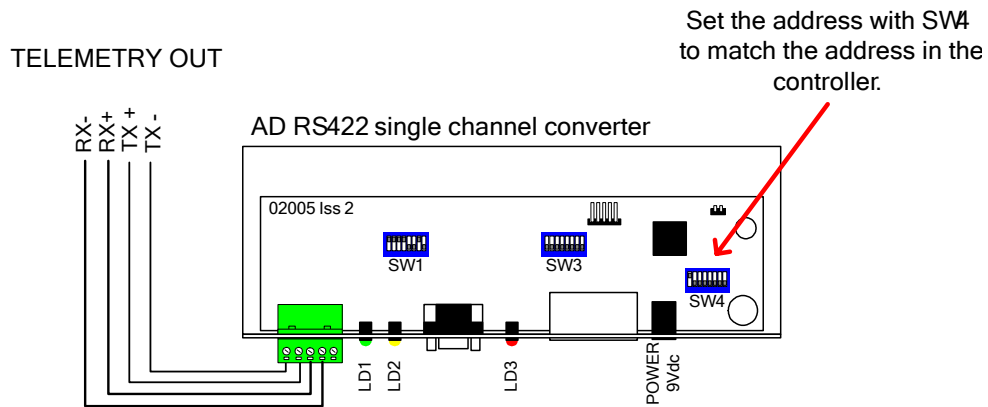 Set the address with SW4
to match the address in the
controller.
TELEMETRY OUT
RX-
RX+
TX +
TX -
AD RS422 single channel converter
02005 Iss 2
SW1
SW3
SW4
LD1
LD2
LD3
POWER
9Vdc